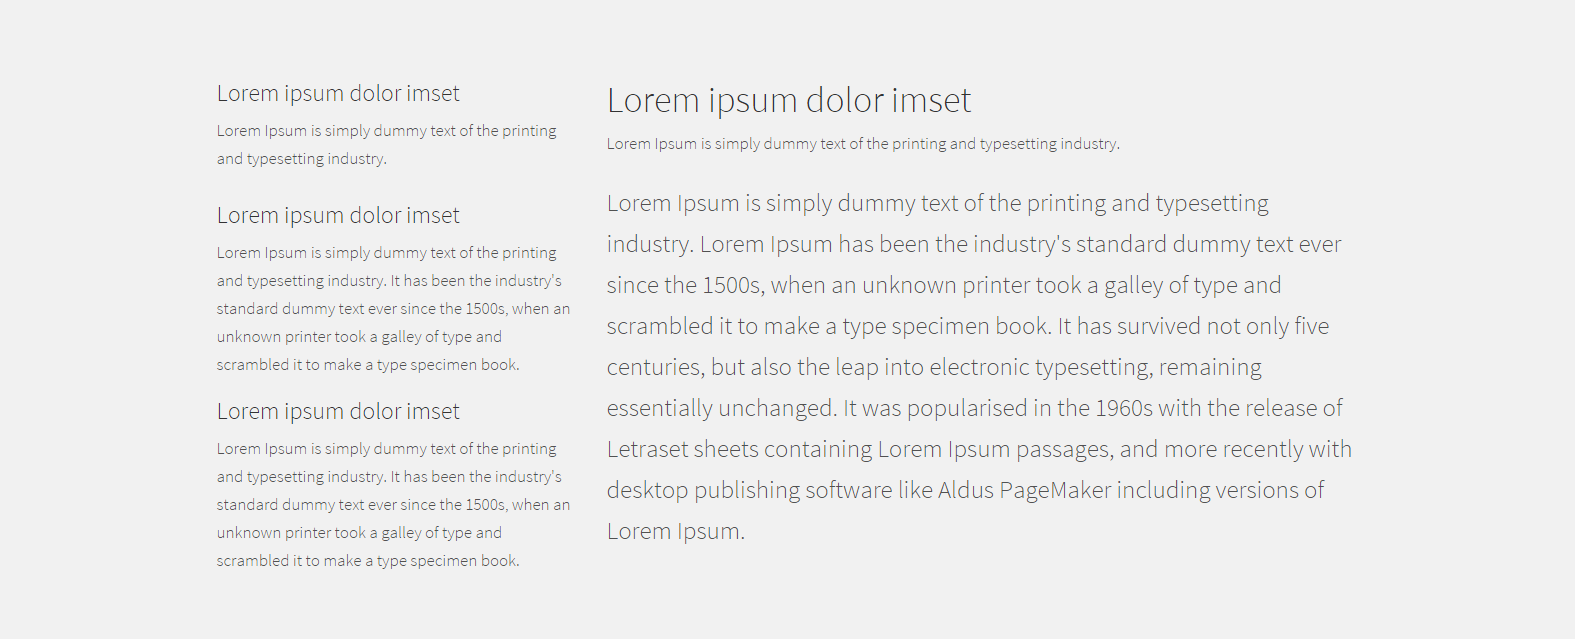 Lorem ipsum dolor imset
Lorem Ipsum is simply dummy text of the printing
and typesetting industry.
Lorem ipsum dolor imset
Lorem Ipsum is simply dummy text of the printing
and typesetting industry. It has been the industry's
standard dummy text ever since the 1500s, when an
unknown printer took a galley of type and
scrambled it to make a type specimen book.
Lorem ipsum dolor imset
Lorem Ipsum is simply dummy text of the printing
and typesetting industry. It has been the industry's
standard dummy text ever since the 1500s, when an
unknown printer took a galley of type and
scrambled it to make a type specimen book.
Lorem ipsum dolor imset
Lorem Ipsum is simply dummy text of the printing and typesetting industry.
Lorem Ipsum is simply dummy text of the printing and typesetting
industry. Lorem Ipsum has been the industry's standard dummy text ever
since the 1500s, when an unknown printer took a galley of type and
scrambled it to make a type specimen book. It has survived not only five
centuries, but also the leap into electronic typesetting, remaining
essentially unchanged. It was popularised in the 1960s with the release of
Letraset sheets containing Lorem Ipsum passages, and more recently with
desktop publishing software like Aldus PageMaker including versions of
Lorem Ipsum.